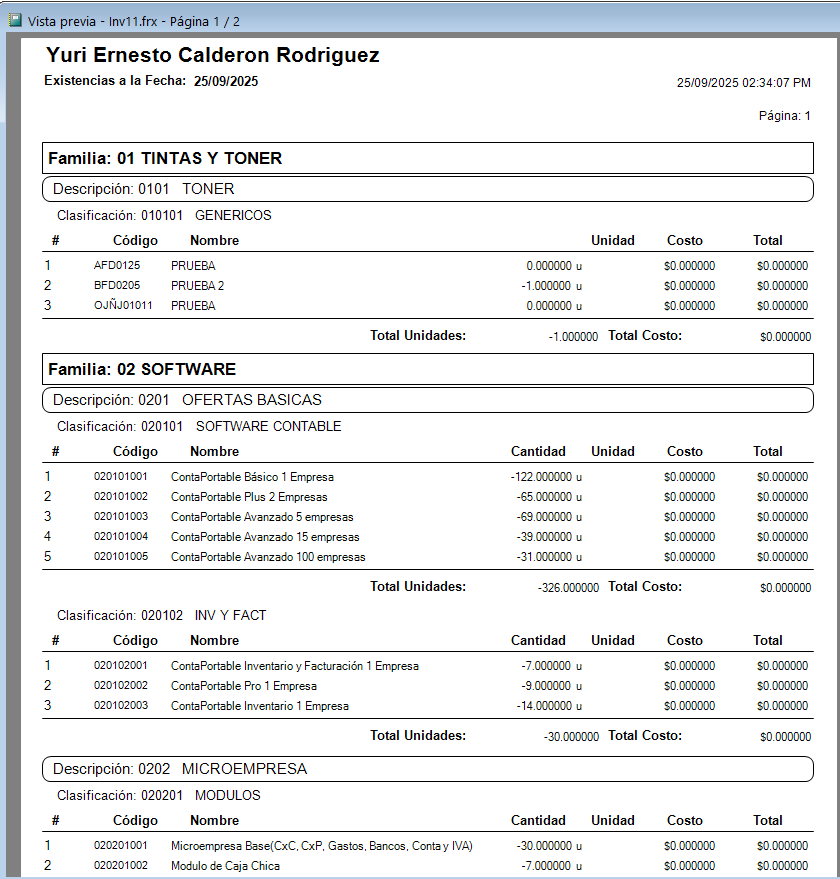 Vista previa - Inv11.frx - Página 1 / 2
Yuri Ernesto Calderon Rodriguez
Existencias a la Fecha: 25/09/2025
25/09/2025 02:34:07 PM
Página: 1
Familia: 01 TINTAS Y TONER
Descripción: 0101 TONER
Clasificación: 010101 GENERICOS
# Código Nombre Unidad Costo Total
1 AFD0125 PRUEBA 0.000000 u $0.000000 $0.000000
2 BFD0205 PRUEBA 2 -1.000000 u $0.000000 $0.000000
3 OJÑJ01011 PRUEBA 0.000000 u $0.000000 $0.000000
Total Unidades: -1.000000 Total Costo: $0.000000
Familia: 02 SOFTWARE
Descripción: 0201 OFERTAS BASICAS
Clasificación: 020101 SOFTWARE CONTABLE
# Código Nombre Cantidad Unidad Costo Total
1 020101001 ContaPortable Básico 1 Empresa -122.000000 u $0.000000 $0.000000
2 020101002 ContaPortable Plus 2 Empresas -65.000000 u $0.000000 $0.000000
3 020101003 ContaPortable Avanzado 5 empresas -69.000000 u $0.000000 $0.000000
4 020101004 ContaPortable Avanzado 15 empresas -39.000000 u $0.000000 $0.000000
5 020101005 ContaPortable Avanzado 100 empresas -31.000000 u $0.000000 $0.000000
Total Unidades: -326.000000 Total Costo: $0.000000
Clasificación: 020102 INV Y FACT
# Código Nombre Cantidad Unidad Costo Total
1 020102001 ContaPortable Inventario y Facturación 1 Empresa -7.000000 u $0.000000 $0.000000
2 020102002 ContaPortable Pro 1 Empresa -9.000000 u $0.000000 $0.000000
3 020102003 ContaPortable Inventario 1 Empresa -14.000000 u $0.000000 $0.000000
Total Unidades: -30.000000 Total Costo: $0.000000
Descripción: 0202 MICROEMPRESA
Clasificación: 020201 MODULOS
# Código Nombre Cantidad Unidad Costo Total
1 020201001 Microempresa Base(CxC, CxP, Gastos, Bancos, Conta y IVA) -30.000000 u $0.000000 $0.000000
2 020201002 Modulo de Caja Chica -7.000000 u $0.000000 $0.000000